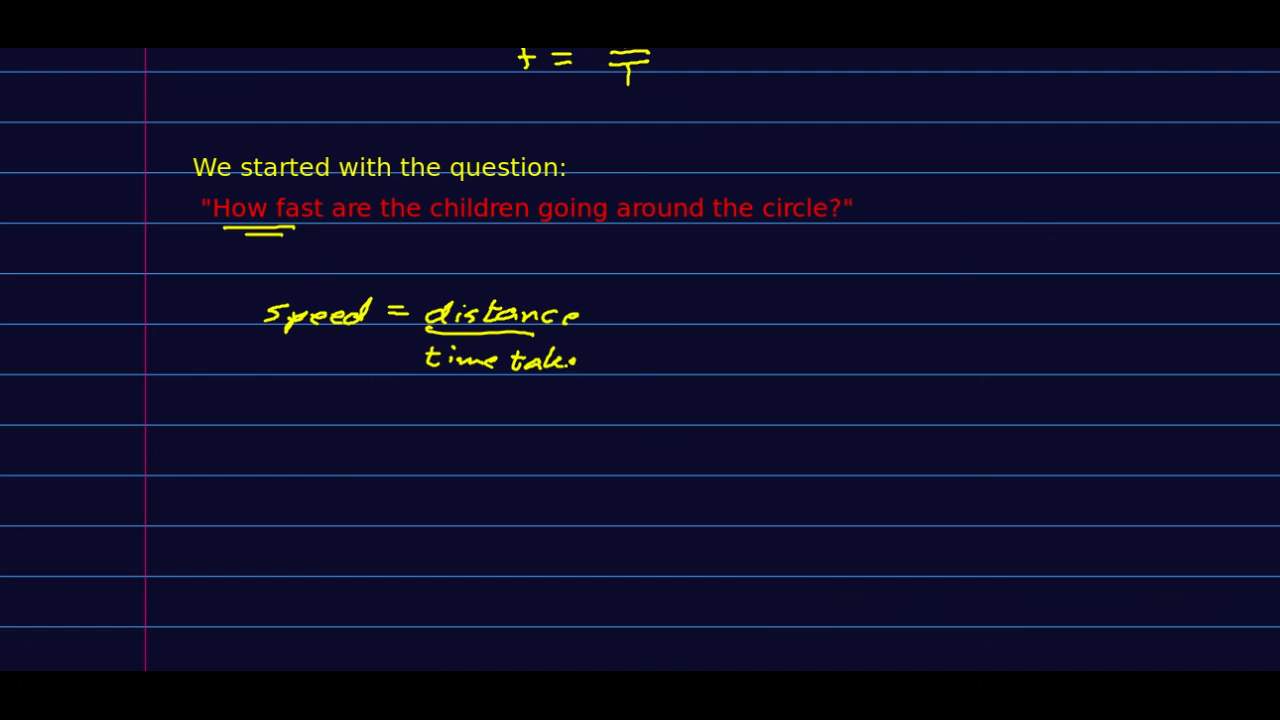 f =
T
We started with the question:
"How fast are the children going around the circle?"
speed = distance
time take